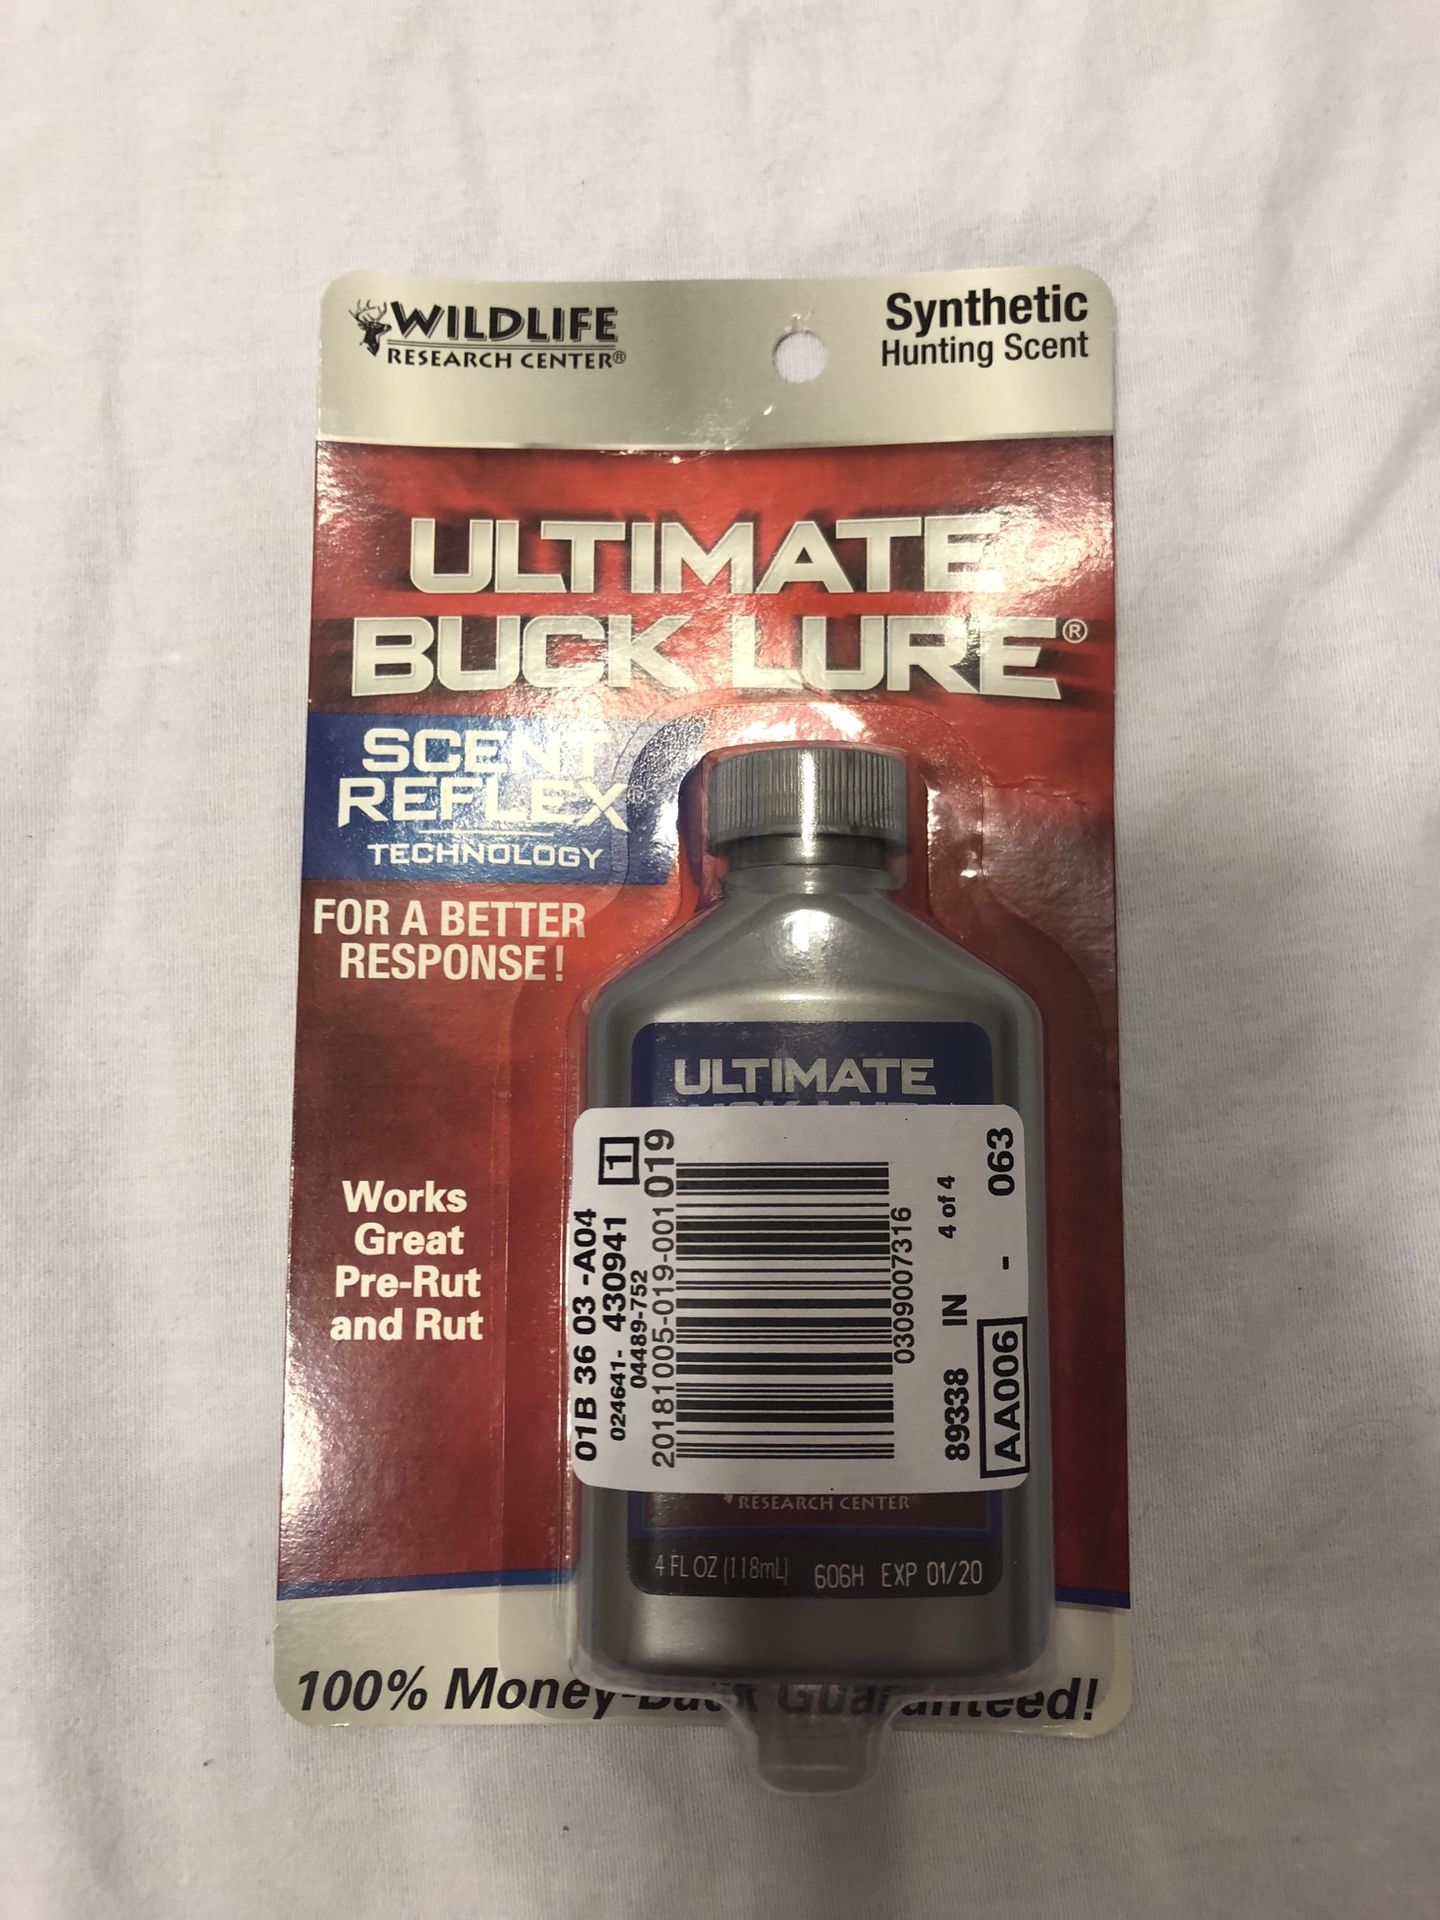 WILDLIFE
RESEARCH CENTER®
Synthetic
Hunting Scent
ULTIMATE
BUCK LURE®
SCENT
REFLEX®
TECHNOLOGY
FOR A BETTER
RESPONSE!
Works
Great
Pre-Rut
and Rut
ULTIMATE
01B 36 03 -A04
024641- 430941 1
04489-752
20181005-019-001 019
0309007316
89338 IN 4 of 4
AA006 - 063
RESEARCH CENTER®
4 FL OZ (118mL) 606H EXP 01/20
100% Money-Back Guaranteed!